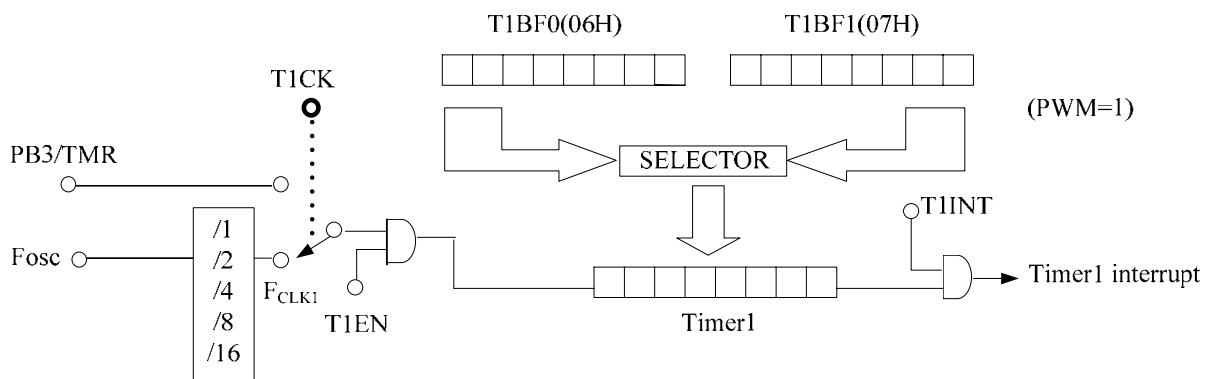 T1BF0(06H)
T1BF1(07H)
T1CK
(PWM=1)
PB3/TMR
SELECTOR
T1INT
/1
Fosc
/2
/4
/8
/16
FCLK1
T1EN
Timer1
Timer1 interrupt